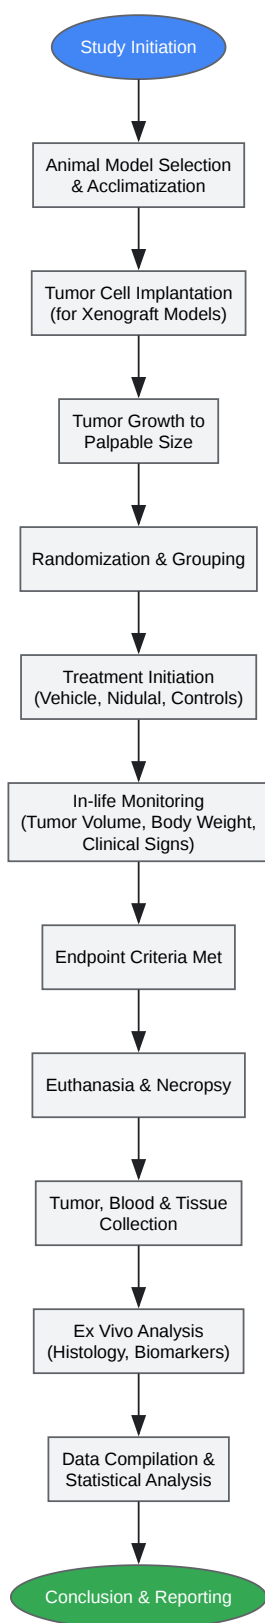 Study Initiation
Animal Model Selection
& Acclimatization
Tumor Cell Implantation
(for Xenograft Models)
Tumor Growth to
Palpable Size
Randomization & Grouping
Treatment Initiation
(Vehicle, Nidulal, Controls)
In-life Monitoring
(Tumor Volume, Body Weight,
Clinical Signs)
Endpoint Criteria Met
Euthanasia & Necropsy
Tumor, Blood & Tissue
Collection
Ex Vivo Analysis
(Histology, Biomarkers)
Data Compilation &
Statistical Analysis
Conclusion & Reporting